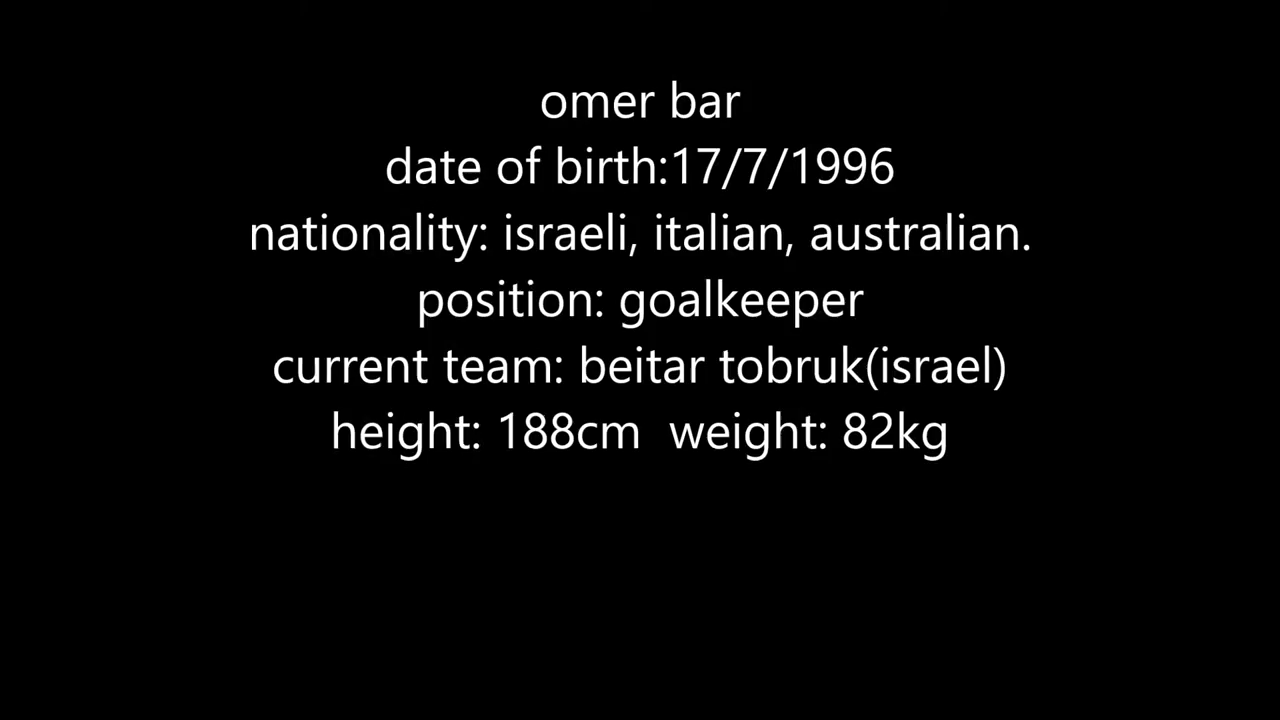 omer bar
date of birth:17/7/1996
nationality: israeli, italian, australian.
position: goalkeeper
current team: beitar tobruk(israel)
height: 188cm  weight: 82kg